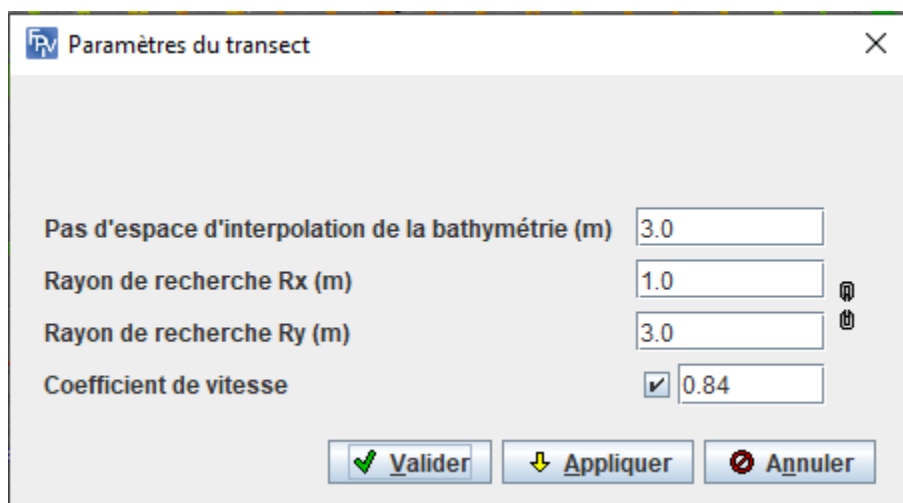 FPIV Paramètres du transect
Pas d'espace d'interpolation de la bathymétrie (m) 3.0
Rayon de recherche Rx (m) 1.0
Rayon de recherche Ry (m) 3.0
Coefficient de vitesse 0.84
Valider Appliquer Annuler